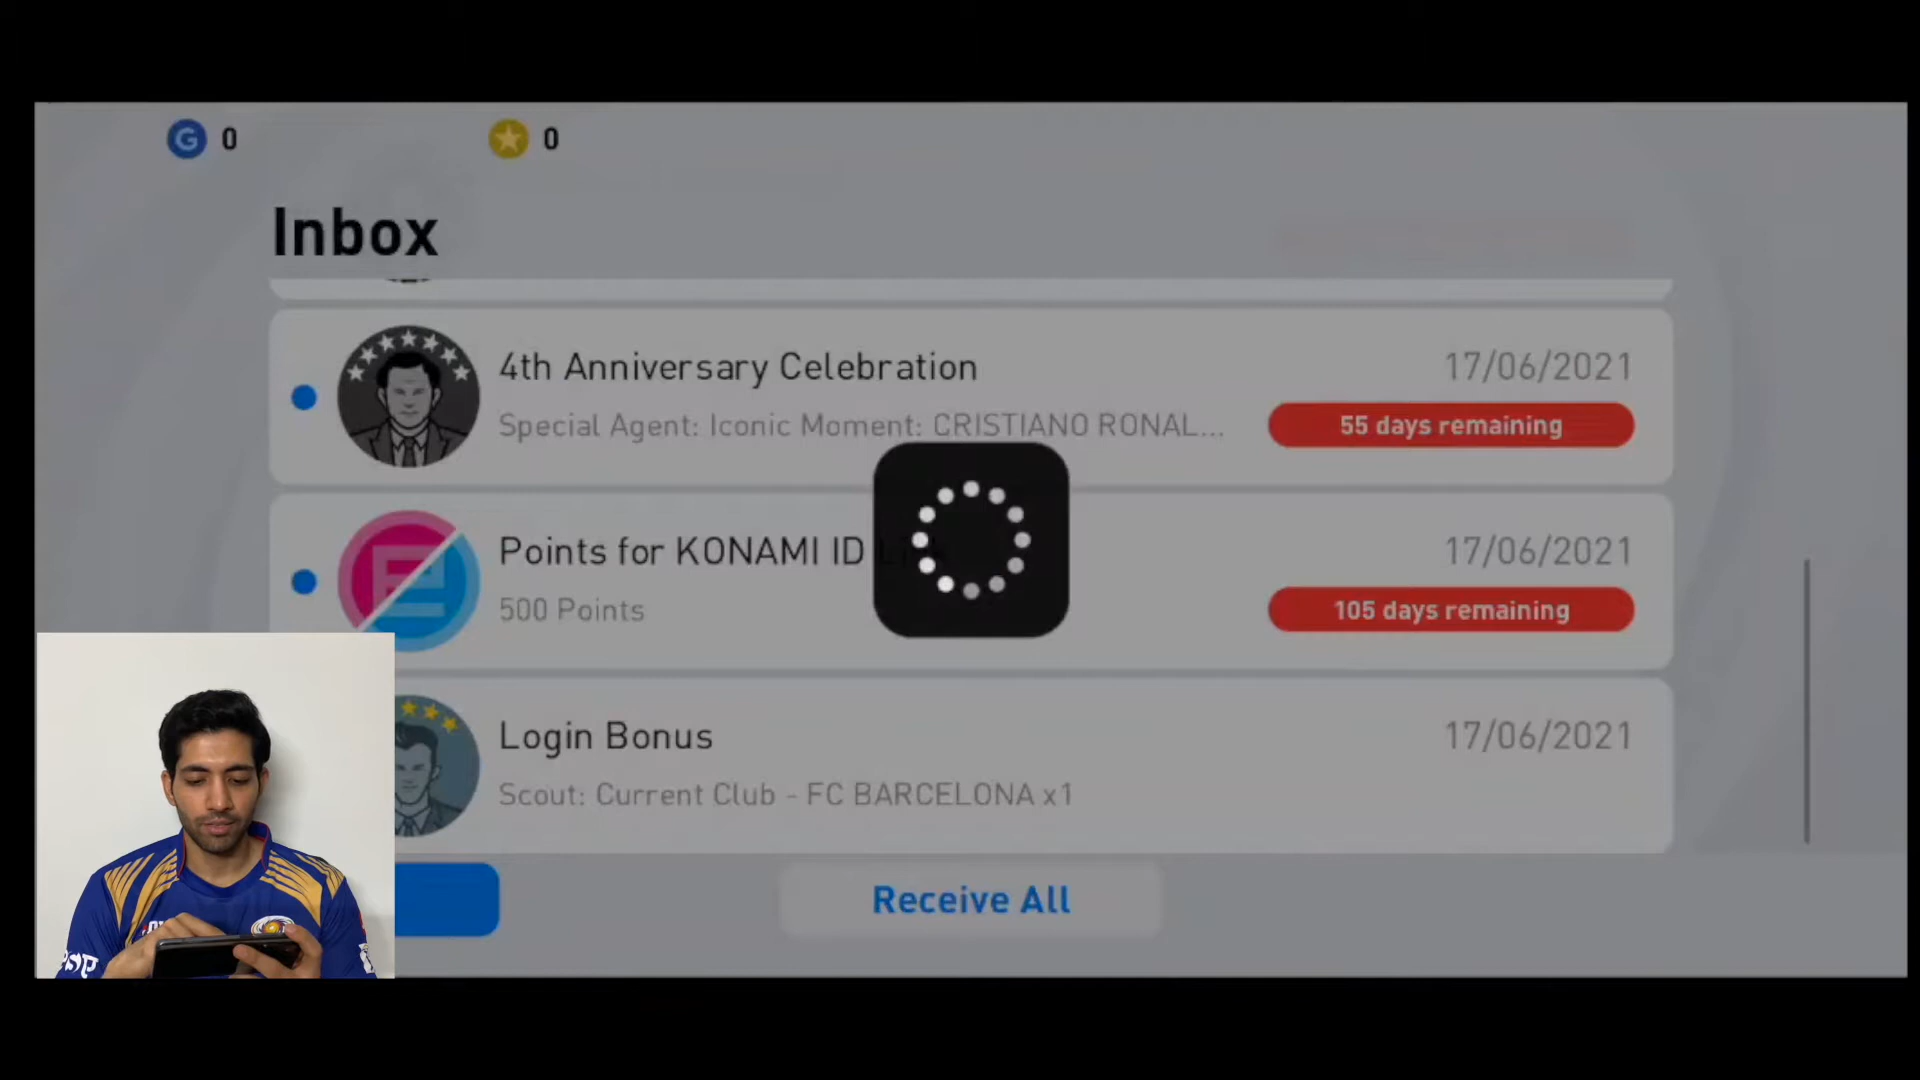 G 0
0
Inbox
4th Anniversary Celebration
17/06/2021
Special Agent: Iconic Moment: CRISTIANO RONAL...
55 days remaining
Points for KONAMI ID
17/06/2021
500 Points
105 days remaining
Login Bonus
17/06/2021
Scout: Current Club - FC BARCELONA x1
Receive All